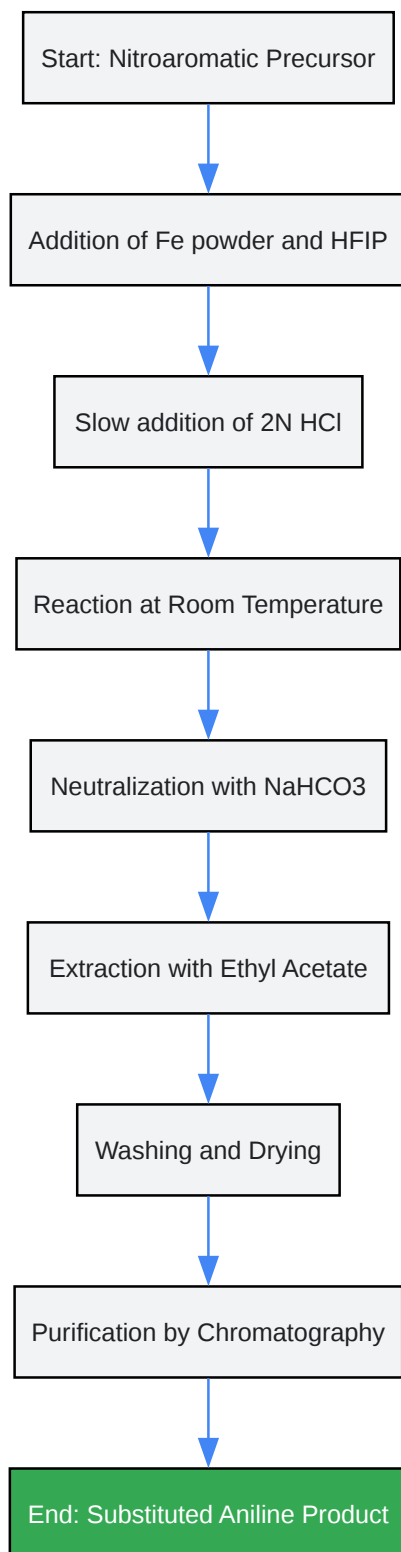 Start: Nitroaromatic Precursor
Addition of Fe powder and HFIP
Slow addition of 2N HCl
Reaction at Room Temperature
Neutralization with NaHCO3
Extraction with Ethyl Acetate
Washing and Drying
Purification by Chromatography
End: Substituted Aniline Product